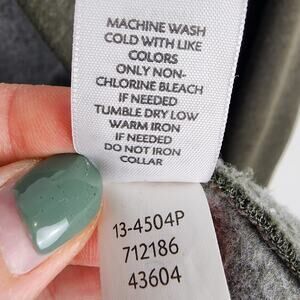 MACHINE WASH
COLD WITH LIKE
COLORS
ONLY NON-
CHLORINE BLEACH
IF NEEDED
TUMBLE DRY LOW
WARM IRON
IF NEEDED
DO NOT IRON
COLLAR
13-4504P
712186
43604